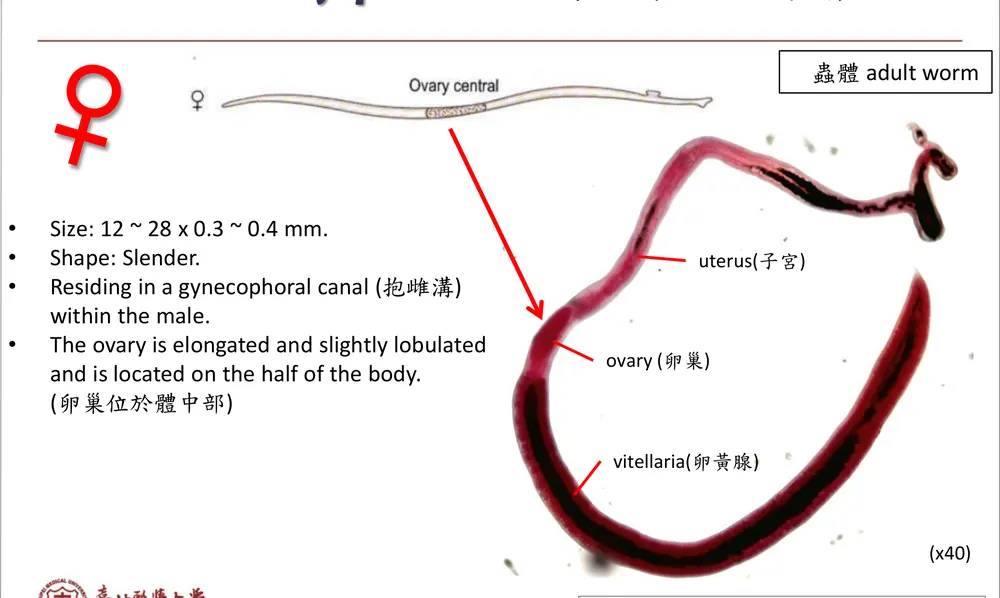 蟲體 adult worm
♀
Ovary central
♀
• Size: 12 ~ 28 x 0.3 ~ 0.4 mm.
• Shape: Slender.
• Residing in a gynecophoral canal (抱雌溝)
within the male.
• The ovary is elongated and slightly lobulated
and is located on the half of the body.
(卵巢位於體中部)
uterus(子宮)
ovary (卵巢)
vitellaria(卵黃腺)
(x40)